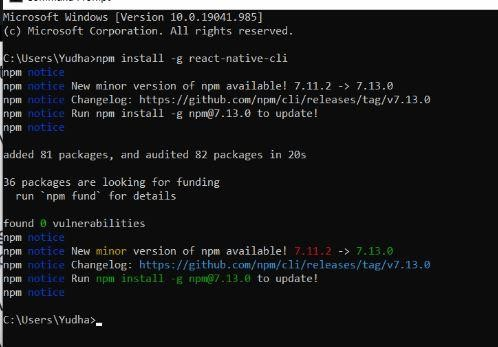 Microsoft Windows [Version 10.0.19041.985]
(c) Microsoft Corporation. All rights reserved.
C:\Users\Yudha>npm install -g react-native-cli
npm notice
npm notice New minor version of npm available! 7.11.2 -> 7.13.0
npm notice Changelog: https://github.com/npm/cli/releases/tag/v7.13.0
npm notice Run npm install -g npm@7.13.0 to update!
npm notice
added 81 packages, and audited 82 packages in 20s
36 packages are looking for funding
run `npm fund` for details
found 0 vulnerabilities
npm notice
npm notice New minor version of npm available! 7.11.2 -> 7.13.0
npm notice Changelog: https://github.com/npm/cli/releases/tag/v7.13.0
npm notice Run npm install -g npm@7.13.0 to update!
npm notice
C:\Users\Yudha>